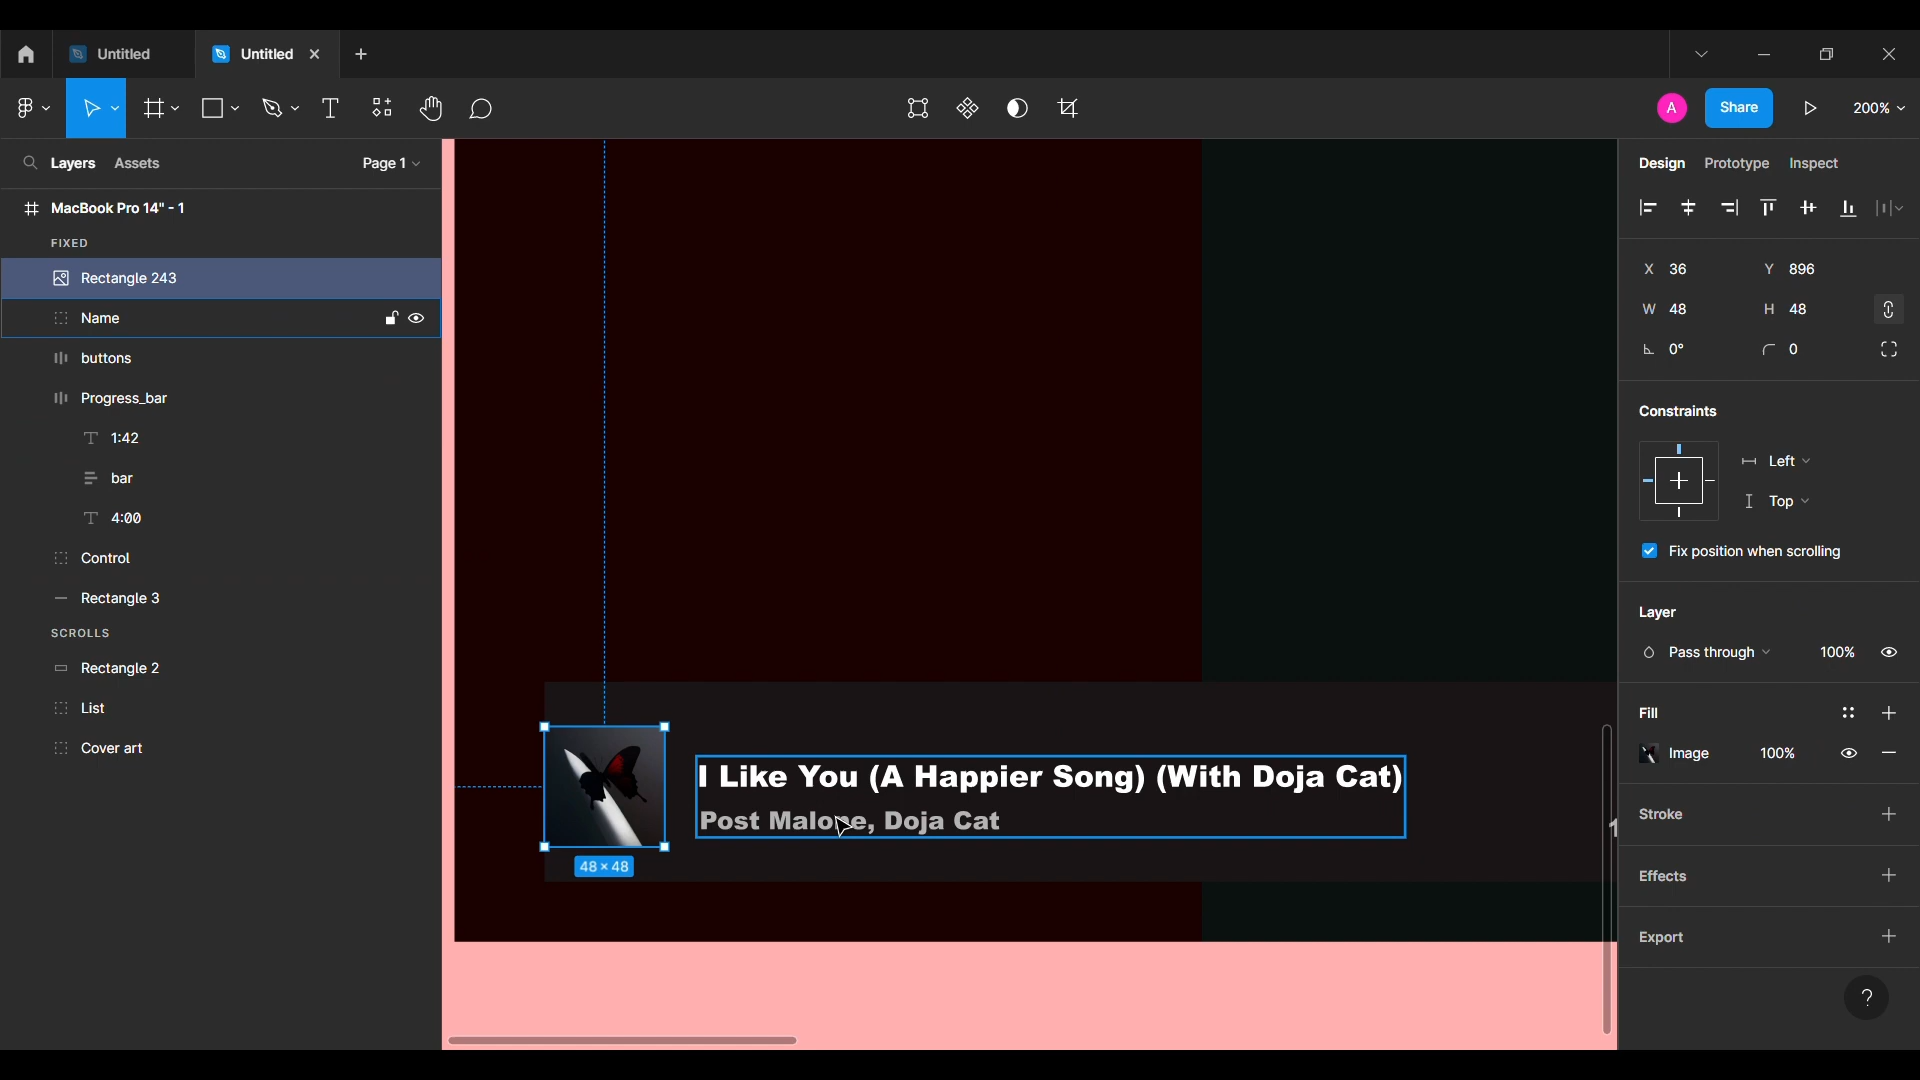 Untitled
Untitled
A
Share
200%
Layers
Assets
Page 1
MacBook Pro 14" - 1
FIXED
Rectangle 243
Name
buttons
Progress_bar
1:42
bar
4:00
Control
Rectangle 3
SCROLLS
Rectangle 2
List
Cover art
I Like You (A Happier Song) (With Doja Cat)
Post Malone, Doja Cat
48 × 48
Design
Prototype
Inspect
X 36
Y 896
W 48
H 48
0°
0
Constraints
Left
Top
Fix position when scrolling
Layer
Pass through
100%
Fill
Image
100%
Stroke
Effects
Export
?